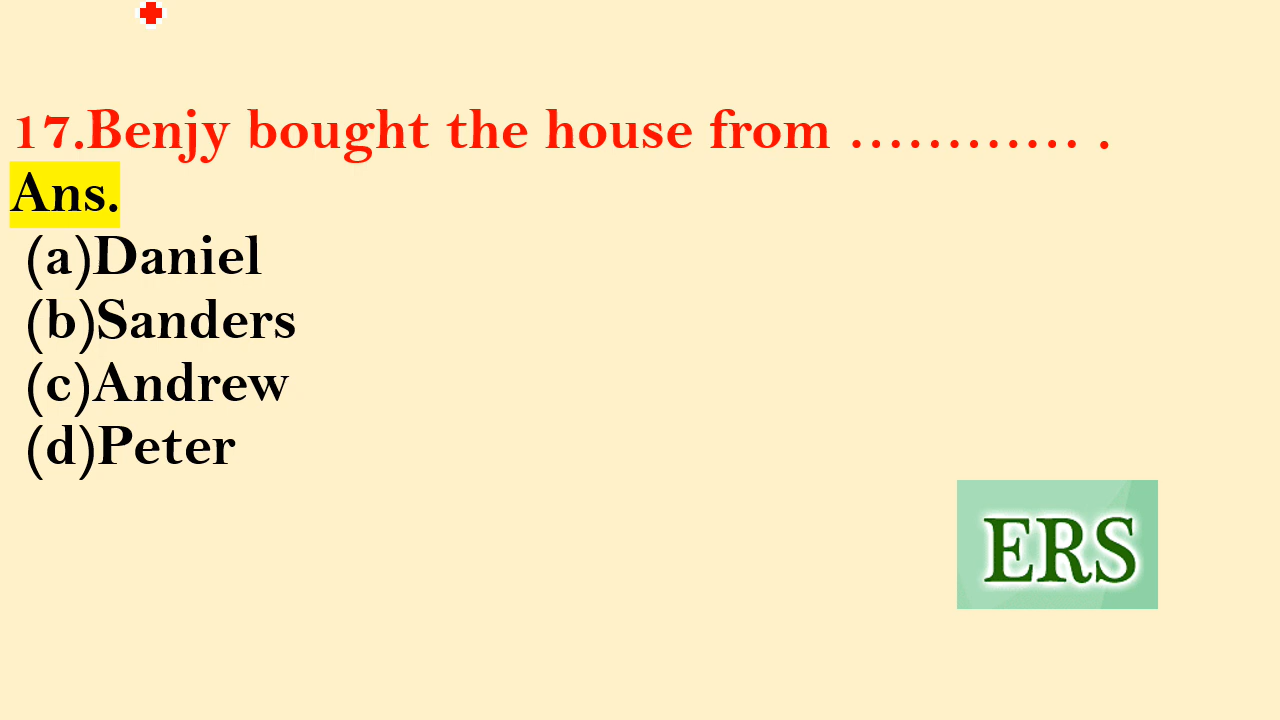 17.Benjy bought the house from ………… .
Ans.
(a)Daniel
(b)Sanders
(c)Andrew
(d)Peter
ERS